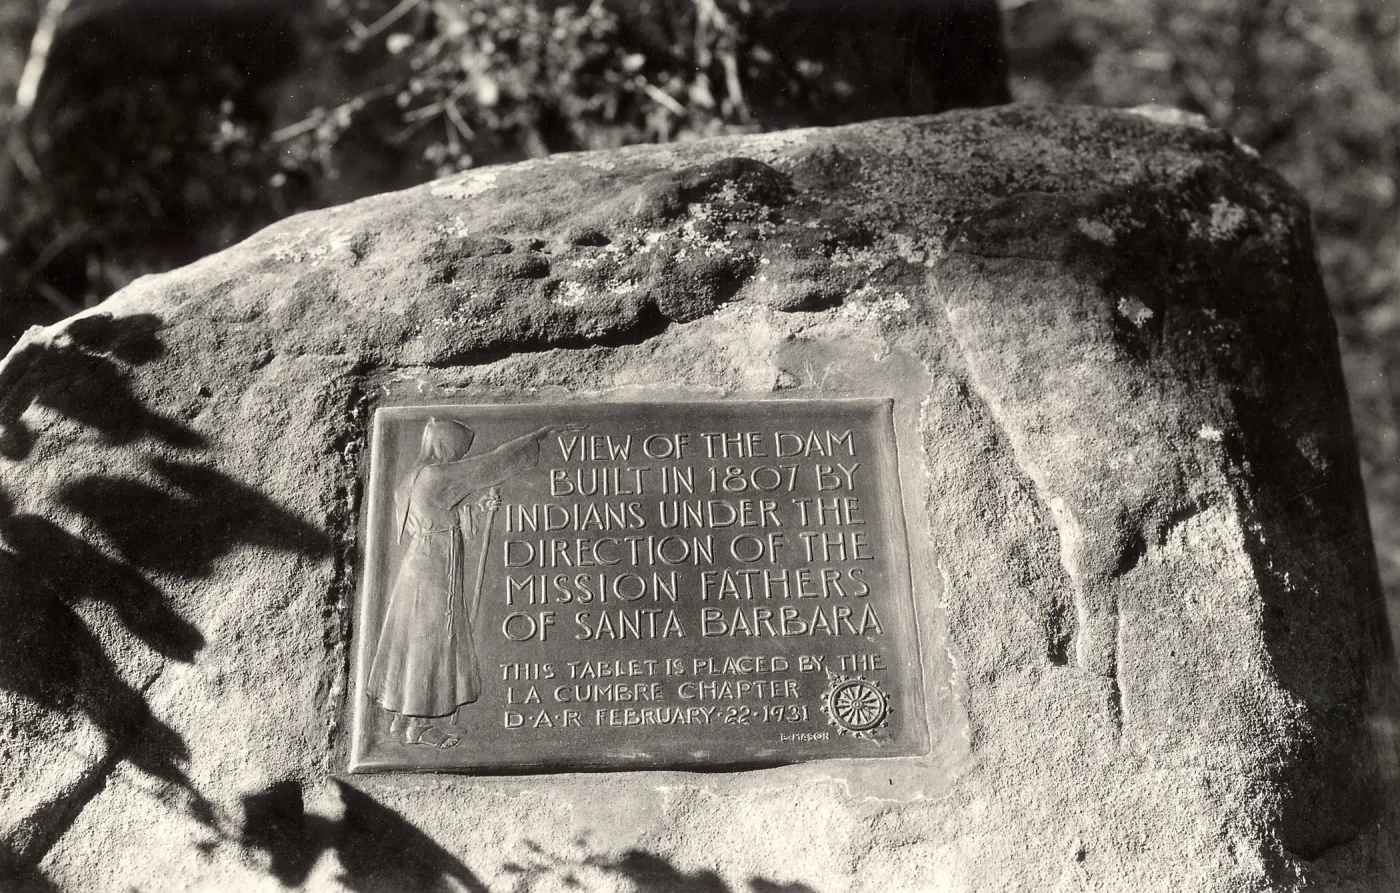 VIEW OF THE DAM
BUILT IN 1807 BY
INDIANS UNDER THE
DIRECTION OF THE
MISSION FATHERS
OF SANTA BARBARA
THIS TABLET IS PLACED BY THE
LA CUMBRE CHAPTER
D·A·R FEBRUARY·22·1931
MASON